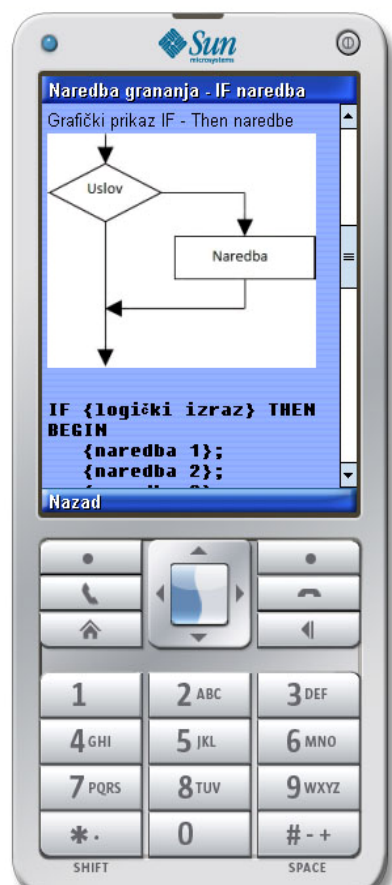 Sun
microsystems
Naredba grananja - IF naredba
Grafički prikaz IF - Then naredbe
Uslov
Naredba
IF {logički izraz} THEN
BEGIN
{naredba 1};
{naredba 2};
Nazad
1
2 ABC
3 DEF
4 GHI
5 JKL
6 MNO
7 PQRS
8 TUV
9 WXYZ
* .
0
# - +
SHIFT
SPACE